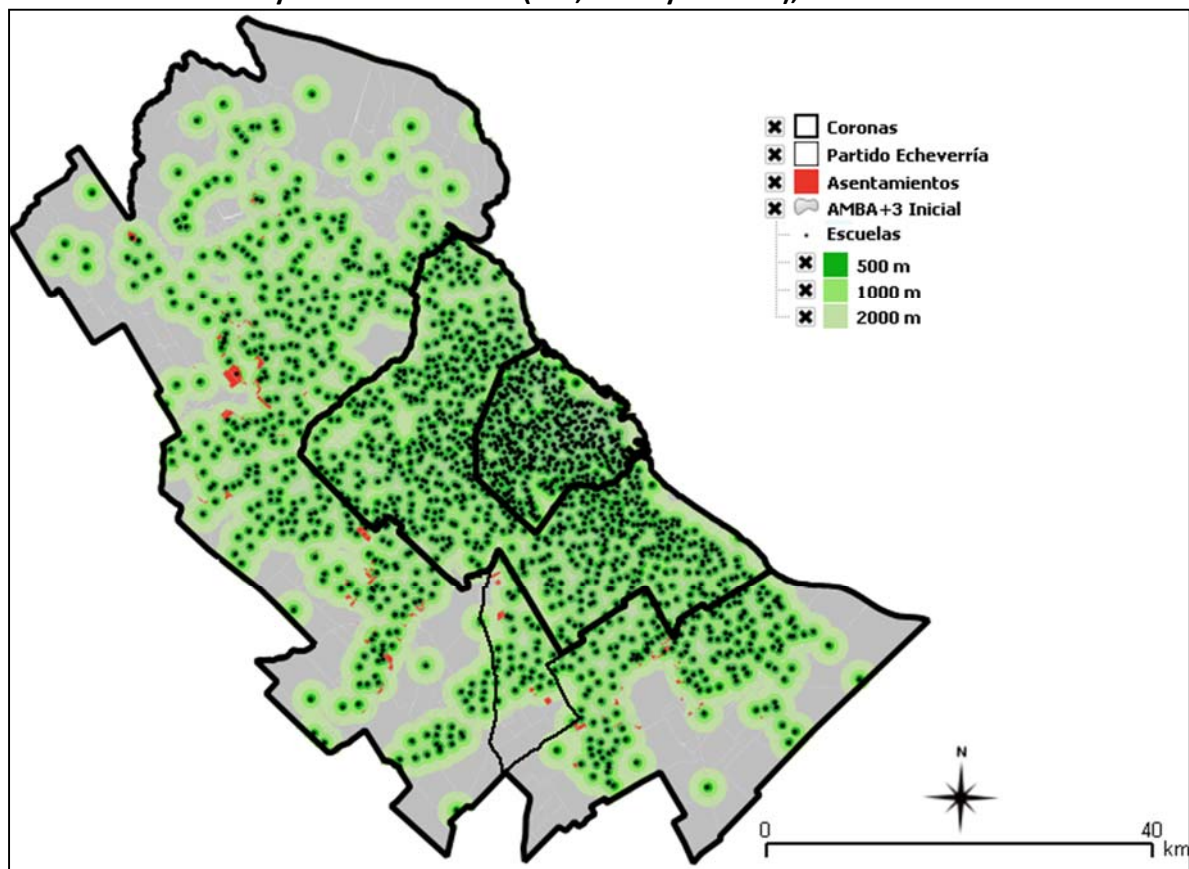 Coronas
Partido Echeverría
Asentamientos
AMBA+3 Inicial
Escuelas
500 m
1000 m
2000 m
N
0 40
km